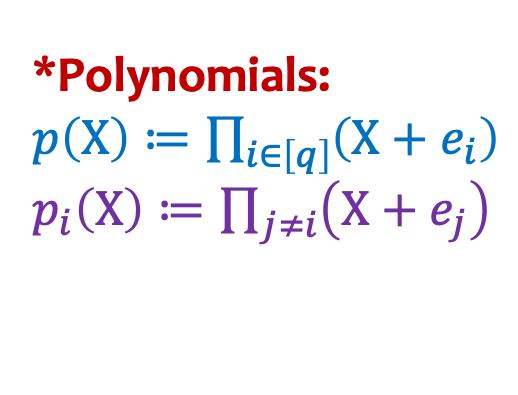 *Polynomials:
p(X) ≔ ∏_{i∈[q]}(X + e_i)
p_i(X) ≔ ∏_{j≠i}(X + e_j)